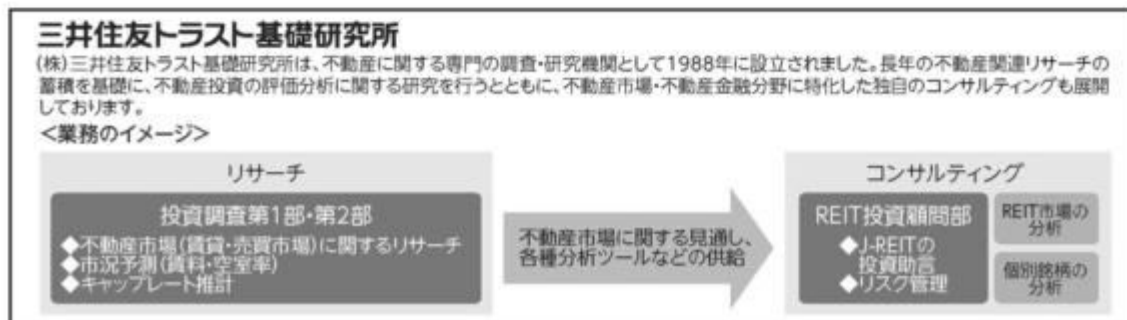 三井住友トラスト基礎研究所
(株)三井住友トラスト基礎研究所は、不動産に関する専門の調査・研究機関として1988年に設立されました。長年の不動産関連リサーチの
蓄積を基礎に、不動産投資の評価分析に関する研究を行うとともに、不動産市場・不動産金融分野に特化した独自のコンサルティングも展開
しております。
<業務のイメージ>
リサーチ
投資調査第1部・第2部
◆不動産市場(賃貸・売買市場)に関するリサーチ
◆市況予測(賃料・空室率)
◆キャップレート推計
不動産市場に関する見通し、
各種分析ツールなどの供給
コンサルティング
REIT投資顧問部
◆J-REITの
投資助言
◆リスク管理
REIT市場の
分析
個別銘柄の
分析